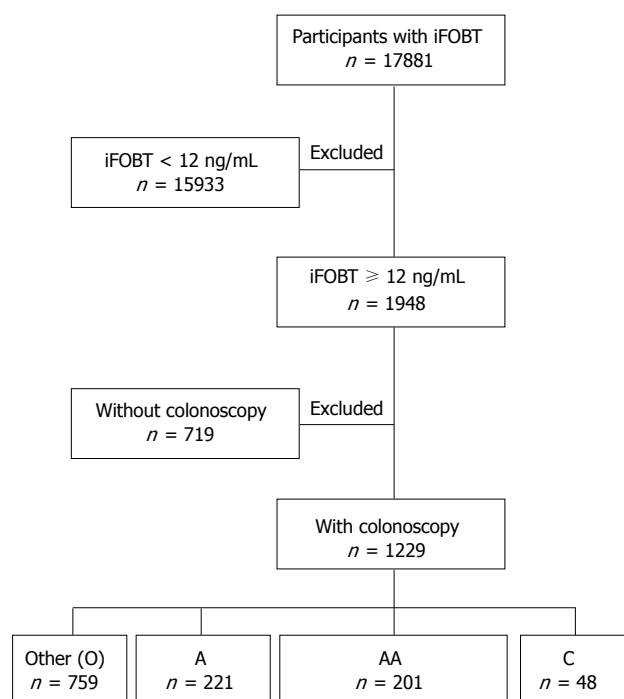 Participants with iFOBT
n = 17881
Excluded
iFOBT < 12 ng/mL
n = 15933
iFOBT ⩾ 12 ng/mL
n = 1948
Excluded
Without colonoscopy
n = 719
With colonoscopy
n = 1229
Other (O)
n = 759
A
n = 221
AA
n = 201
C
n = 48